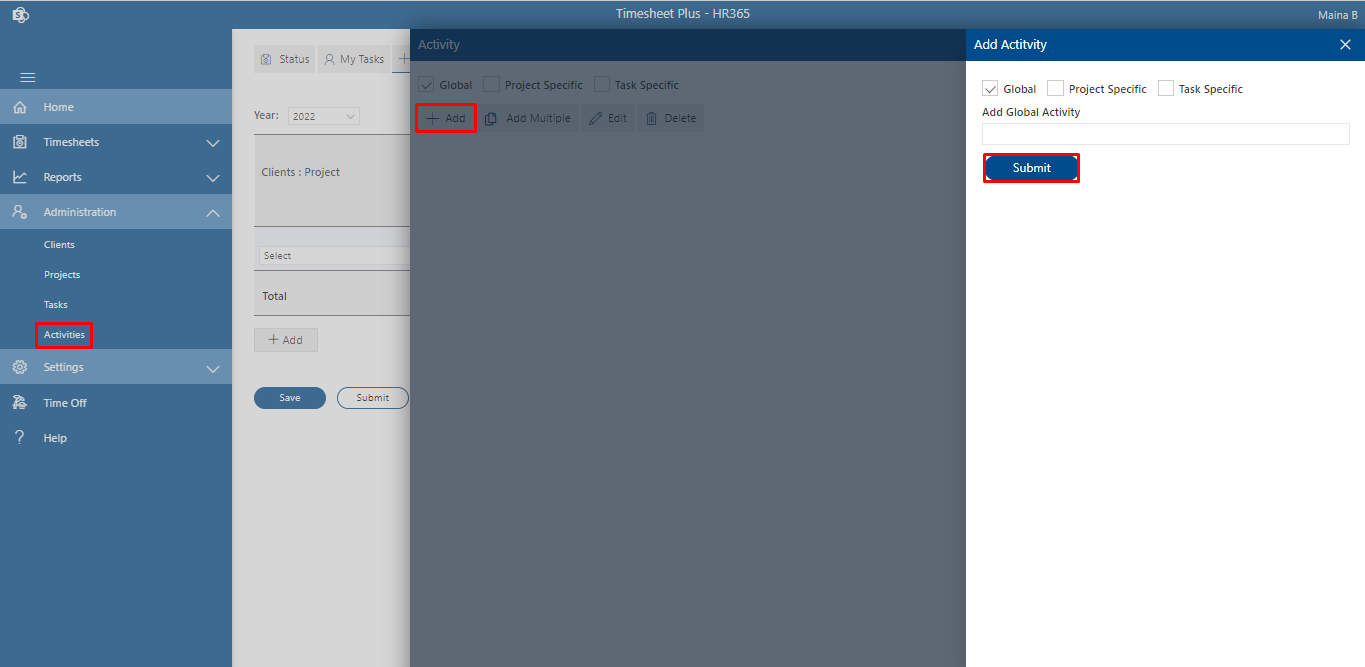 Timesheet Plus - HR365
Maina B
Home
Timesheets
Reports
Administration
Clients
Projects
Tasks
Activities
Settings
Time Off
Help
Status
My Tasks
Year:
2022
Clients : Project
Select
Total
Add
Save
Submit
Activity
Global
Project Specific
Task Specific
Add
Add Multiple
Edit
Delete
Add Actitvity
Global
Project Specific
Task Specific
Add Global Activity
Submit